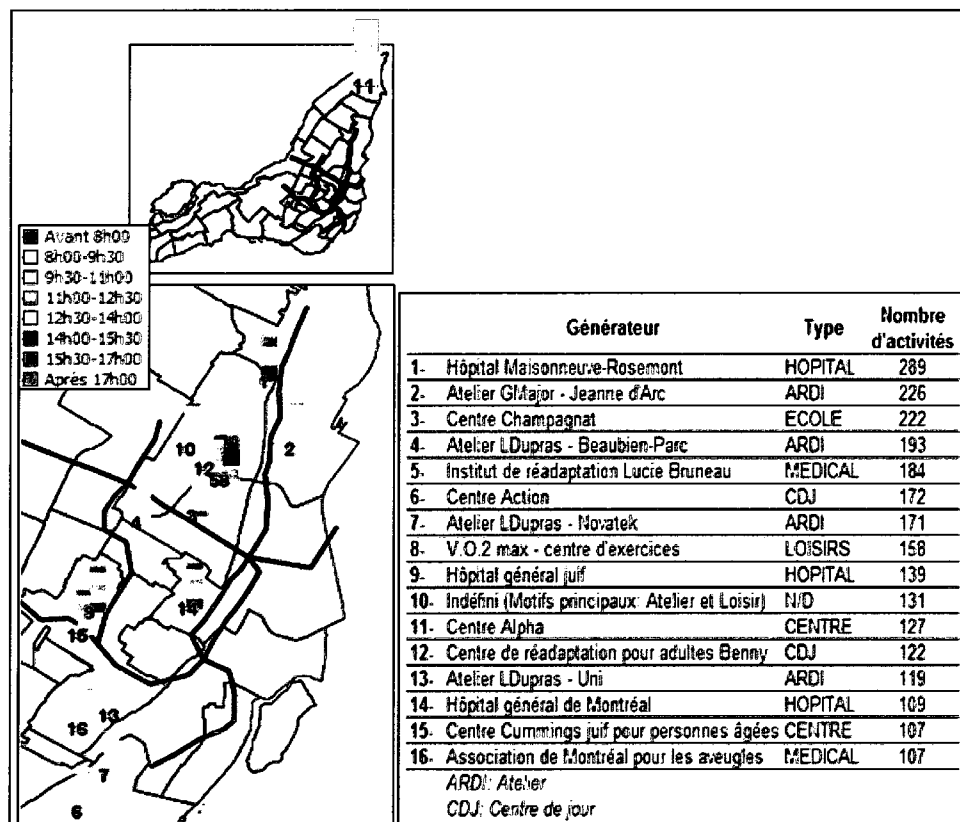 11
Avant 8h00
8h00-9h30
9h30-11h00
11h00-12h30
12h30-14h00
14h00-15h30
15h30-17h00
Après 17h00
10
2
12
4
3
9
15
14
16
13
7
6
Générateur Type Nombre d'activités
1- Hôpital Maisonneuve-Rosemont HOPITAL 289
2- Atelier GMajor - Jeanne d'Arc ARDI 226
3- Centre Champagnat ECOLE 222
4- Atelier LDupras - Beaubien-Parc ARDI 193
5- Institut de réadaptation Lucie Bruneau MEDICAL 184
6- Centre Action CDJ 172
7- Atelier LDupras - Novatek ARDI 171
8- V.O.2 max - centre d'exercices LOISIRS 158
9- Hôpital général juif HOPITAL 139
10- Indéfini (Motifs principaux: Atelier et Loisir) N/D 131
11- Centre Alpha CENTRE 127
12- Centre de réadaptation pour adultes Benny CDJ 122
13- Atelier LDupras - Uni ARDI 119
14- Hôpital général de Montréal HOPITAL 109
15- Centre Cummings juif pour personnes âgées CENTRE 107
16- Association de Montréal pour les aveugles MEDICAL 107
ARDI: Atelier
CDJ: Centre de jour